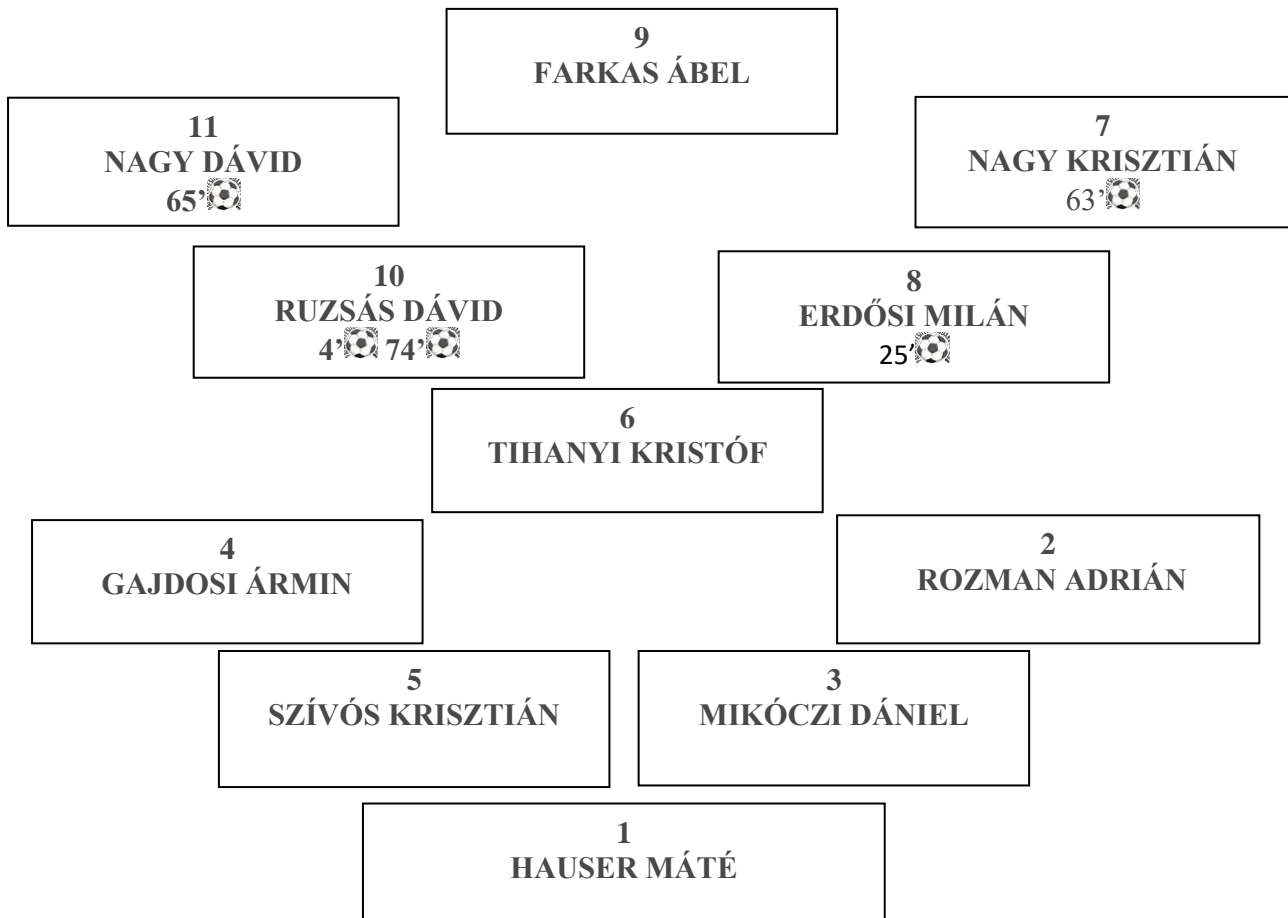 9
FARKAS ÁBEL
11
NAGY DÁVID
65’
7
NAGY KRISZTIÁN
63’
10
RUZSÁS DÁVID
4’ 74’
8
ERDŐSI MILÁN
25’
6
TIHANYI KRISTÓF
4
GAJDOSI ÁRMIN
2
ROZMAN ADRIÁN
5
SZÍVÓS KRISZTIÁN
3
MIKÓCZI DÁNIEL
1
HAUSER MÁTÉ